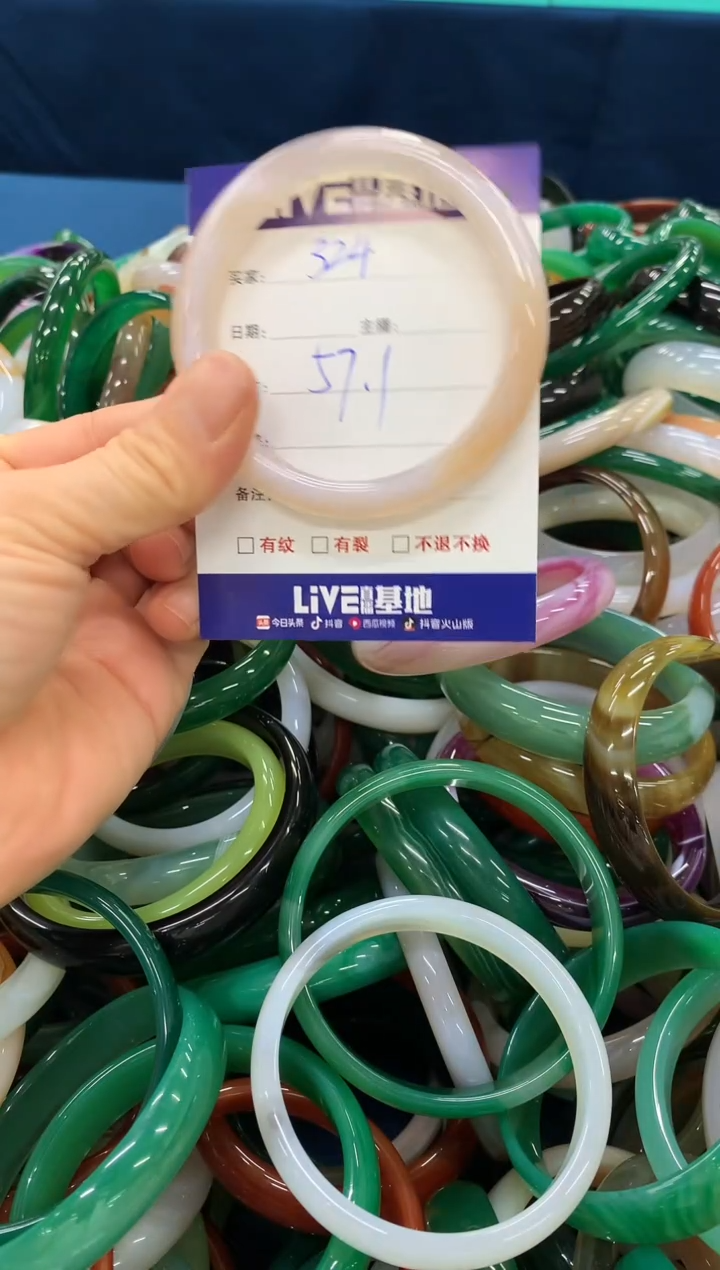 买家: 324
日期: 主播:
57.1
备注:
□ 有纹 □ 有裂 □ 不退不换
LiVE直播基地
今日头条 抖音 西瓜视频 抖音火山版